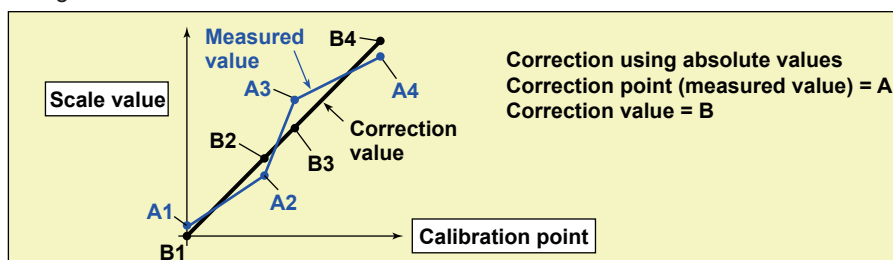 Measured
value
B4
A3
A4
Scale value
Correction
value
B2
B3
A1
A2
B1
Calibration point
Correction using absolute values
Correction point (measured value) = A
Correction value = B